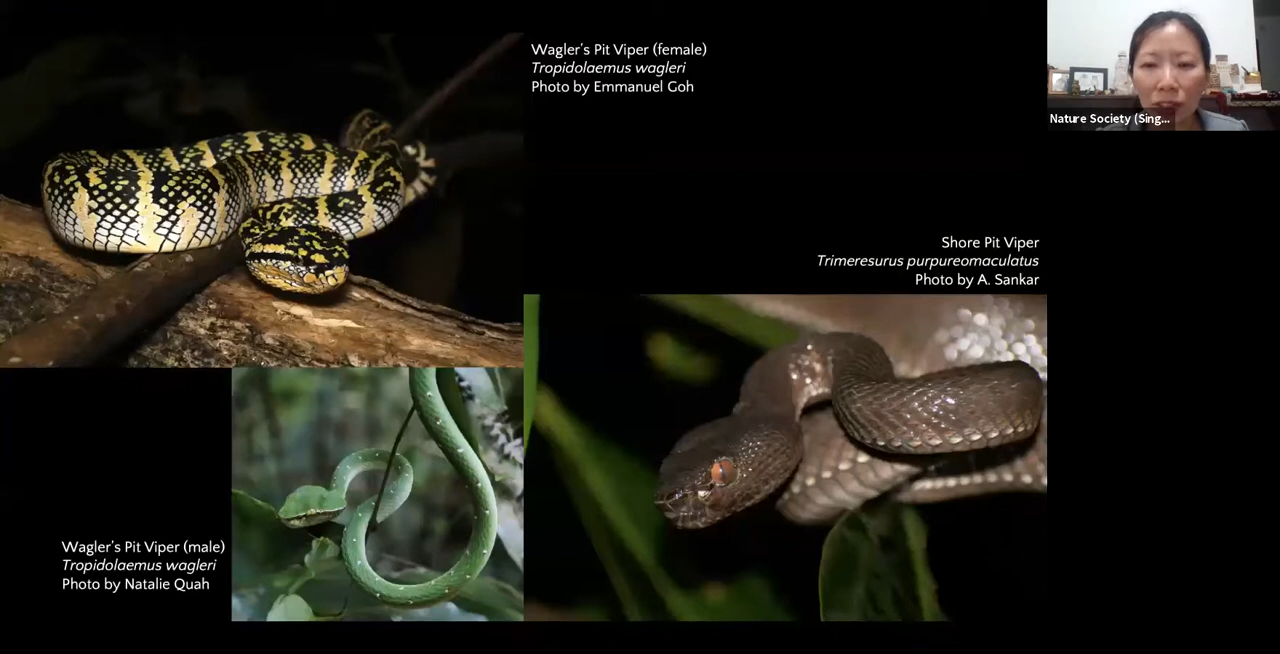 Wagler's Pit Viper (female)
Tropidolaemus wagleri
Photo by Emmanuel Goh
Nature Society (Sing...
Shore Pit Viper
Trimeresurus purpureomaculatus
Photo by A. Sankar
Wagler's Pit Viper (male)
Tropidolaemus wagleri
Photo by Natalie Quah